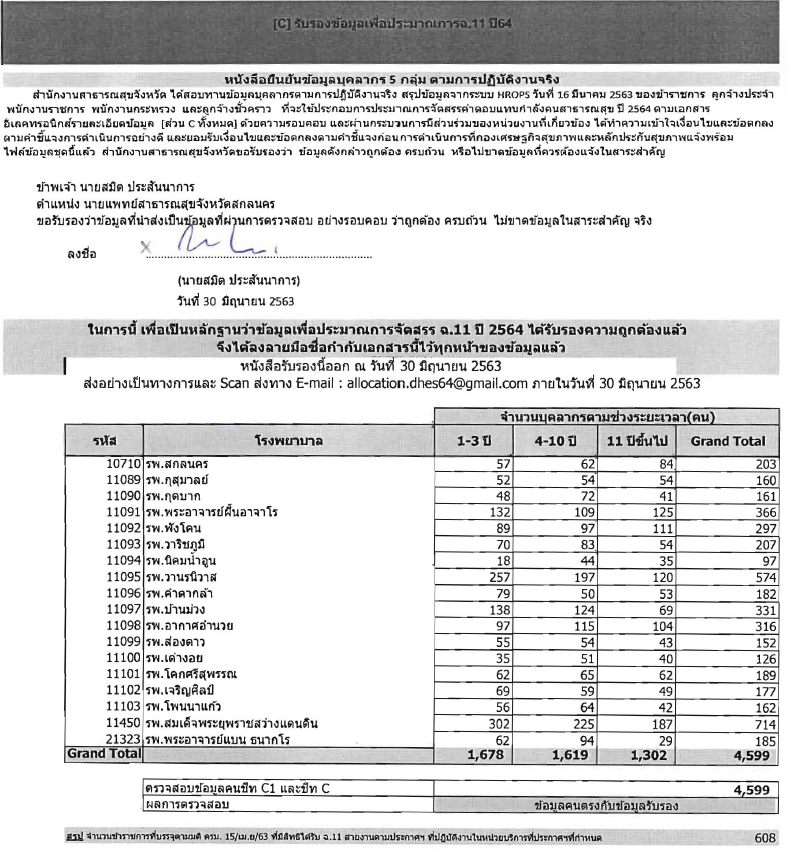 [C] รับรองข้อมูลเพื่อประมาณการฉ.11 ปี64
หนังสือยืนยันข้อมูลบุคลากร 5 กลุ่ม ตามการปฏิบัติงานจริง
สำนักงานสาธารณสุขจังหวัด ได้สอบทานข้อมูลบุคลากรตามการปฏิบัติงานจริง สรุปข้อมูลจากระบบ HROPS วันที่ 16 มีนาคม 2563 ของข้าราชการ ลูกจ้างประจำ
พนักงานราชการ พนักงานกระทรวง และลูกจ้างชั่วคราว ที่จะใช้ประกอบการประมาณการจัดสรรค่าตอบแทนกำลังคนสาธารณสุข ปี 2564 ตามเอกสาร
อิเลคทรอนิกส์รายละเอียดข้อมูล [ส่วน C ทั้งหมด] ด้วยความรอบคอบ และผ่านกระบวนการมีส่วนร่วมของหน่วยงานที่เกี่ยวข้อง ได้ทำความเข้าใจเงื่อนไขและข้อตกลง
ตามคำชี้แจงการดำเนินการอย่างดี และยอมรับเงื่อนไขและข้อตกลงตามคำชี้แจงก่อนการดำเนินการที่กองเศรษฐกิจสุขภาพและหลักประกันสุขภาพแจ้งพร้อม
ไฟล์ข้อมูลชุดนี้แล้ว สำนักงานสาธารณสุขจังหวัดขอรับรองว่า ข้อมูลดังกล่าวถูกต้อง ครบถ้วน หรือไม่ขาดข้อมูลที่ควรต้องแจ้งในสาระสำคัญ
ข้าพเจ้า นายสมิต ประสันนาการ
ตำแหน่ง นายแพทย์สาธารณสุขจังหวัดสกลนคร
ขอรับรองว่าข้อมูลที่นำส่งเป็นข้อมูลที่ผ่านการตรวจสอบ อย่างรอบคอบ ว่าถูกต้อง ครบถ้วน ไม่ขาดข้อมูลในสาระสำคัญ จริง
ลงชื่อ x
(นายสมิต ประสันนาการ)
วันที่ 30 มิถุนายน 2563
ในการนี้ เพื่อเป็นหลักฐานว่าข้อมูลเพื่อประมาณการจัดสรร ฉ.11 ปี 2564 ได้รับรองความถูกต้องแล้ว
จึงได้ลงลายมือชื่อกำกับเอกสารนี้ไว้ทุกหน้าของข้อมูลแล้ว
หนังสือรับรองนี้ออก ณ วันที่ 30 มิถุนายน 2563
ส่งอย่างเป็นทางการและ Scan ส่งทาง E-mail : allocation.dhes64@gmail.com ภายในวันที่ 30 มิถุนายน 2563
จำนวนบุคลากรตามช่วงระยะเวลา(คน)
รหัส โรงพยาบาล 1-3 ปี 4-10 ปี 11 ปีขึ้นไป Grand Total
10710 รพ.สกลนคร 57 62 84 203
11089 รพ.กุสุมาลย์ 52 54 54 160
11090 รพ.กุดบาก 48 72 41 161
11091 รพ.พระอาจารย์ฝั้นอาจาโร 132 109 125 366
11092 รพ.พังโคน 89 97 111 297
11093 รพ.วาริชภูมิ 70 83 54 207
11094 รพ.นิคมน้ำอูน 18 44 35 97
11095 รพ.วานรนิวาส 257 197 120 574
11096 รพ.คำตากล้า 79 50 53 182
11097 รพ.บ้านม่วง 138 124 69 331
11098 รพ.อากาศอำนวย 97 115 104 316
11099 รพ.ส่องดาว 55 54 43 152
11100 รพ.เต่างอย 35 51 40 126
11101 รพ.โคกศรีสุพรรณ 62 65 62 189
11102 รพ.เจริญศิลป์ 69 59 49 177
11103 รพ.โพนนาแก้ว 56 64 42 162
11450 รพ.สมเด็จพระยุพราชสว่างแดนดิน 302 225 187 714
21323 รพ.พระอาจารย์แบน ธนากโร 62 94 29 185
Grand Total 1,678 1,619 1,302 4,599
ตรวจสอบข้อมูลคนชีท C1 และชีท C 4,599
ผลการตรวจสอบ ข้อมูลคนตรงกับข้อมูลรับรอง
สรุป จำนวนข้าราชการที่บรรจุตามมติ ครม. 15/เม.ย/63 ที่มีสิทธิได้รับ ฉ.11 สายงานตามประกาศฯ ที่ปฏิบัติงานในหน่วยบริการที่ประกาศฯที่กำหนด 608